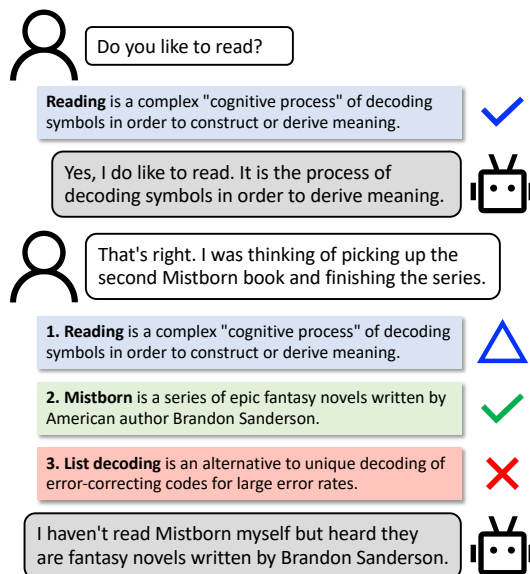 Do you like to read?
Reading is a complex "cognitive process" of decoding
symbols in order to construct or derive meaning.
Yes, I do like to read. It is the process of
decoding symbols in order to derive meaning.
That's right. I was thinking of picking up the
second Mistborn book and finishing the series.
1. Reading is a complex "cognitive process" of decoding
symbols in order to construct or derive meaning.
2. Mistborn is a series of epic fantasy novels written by
American author Brandon Sanderson.
3. List decoding is an alternative to unique decoding of
error-correcting codes for large error rates.
I haven't read Mistborn myself but heard they
are fantasy novels written by Brandon Sanderson.